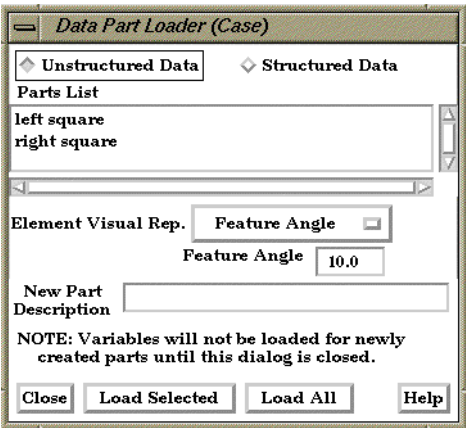 Data Part Loader (Case)
Unstructured Data Structured Data
Parts List
left square
right square
Element Visual Rep. Feature Angle
Feature Angle 10.0
New Part
Description
NOTE: Variables will not be loaded for newly
created parts until this dialog is closed.
Close Load Selected Load All Help